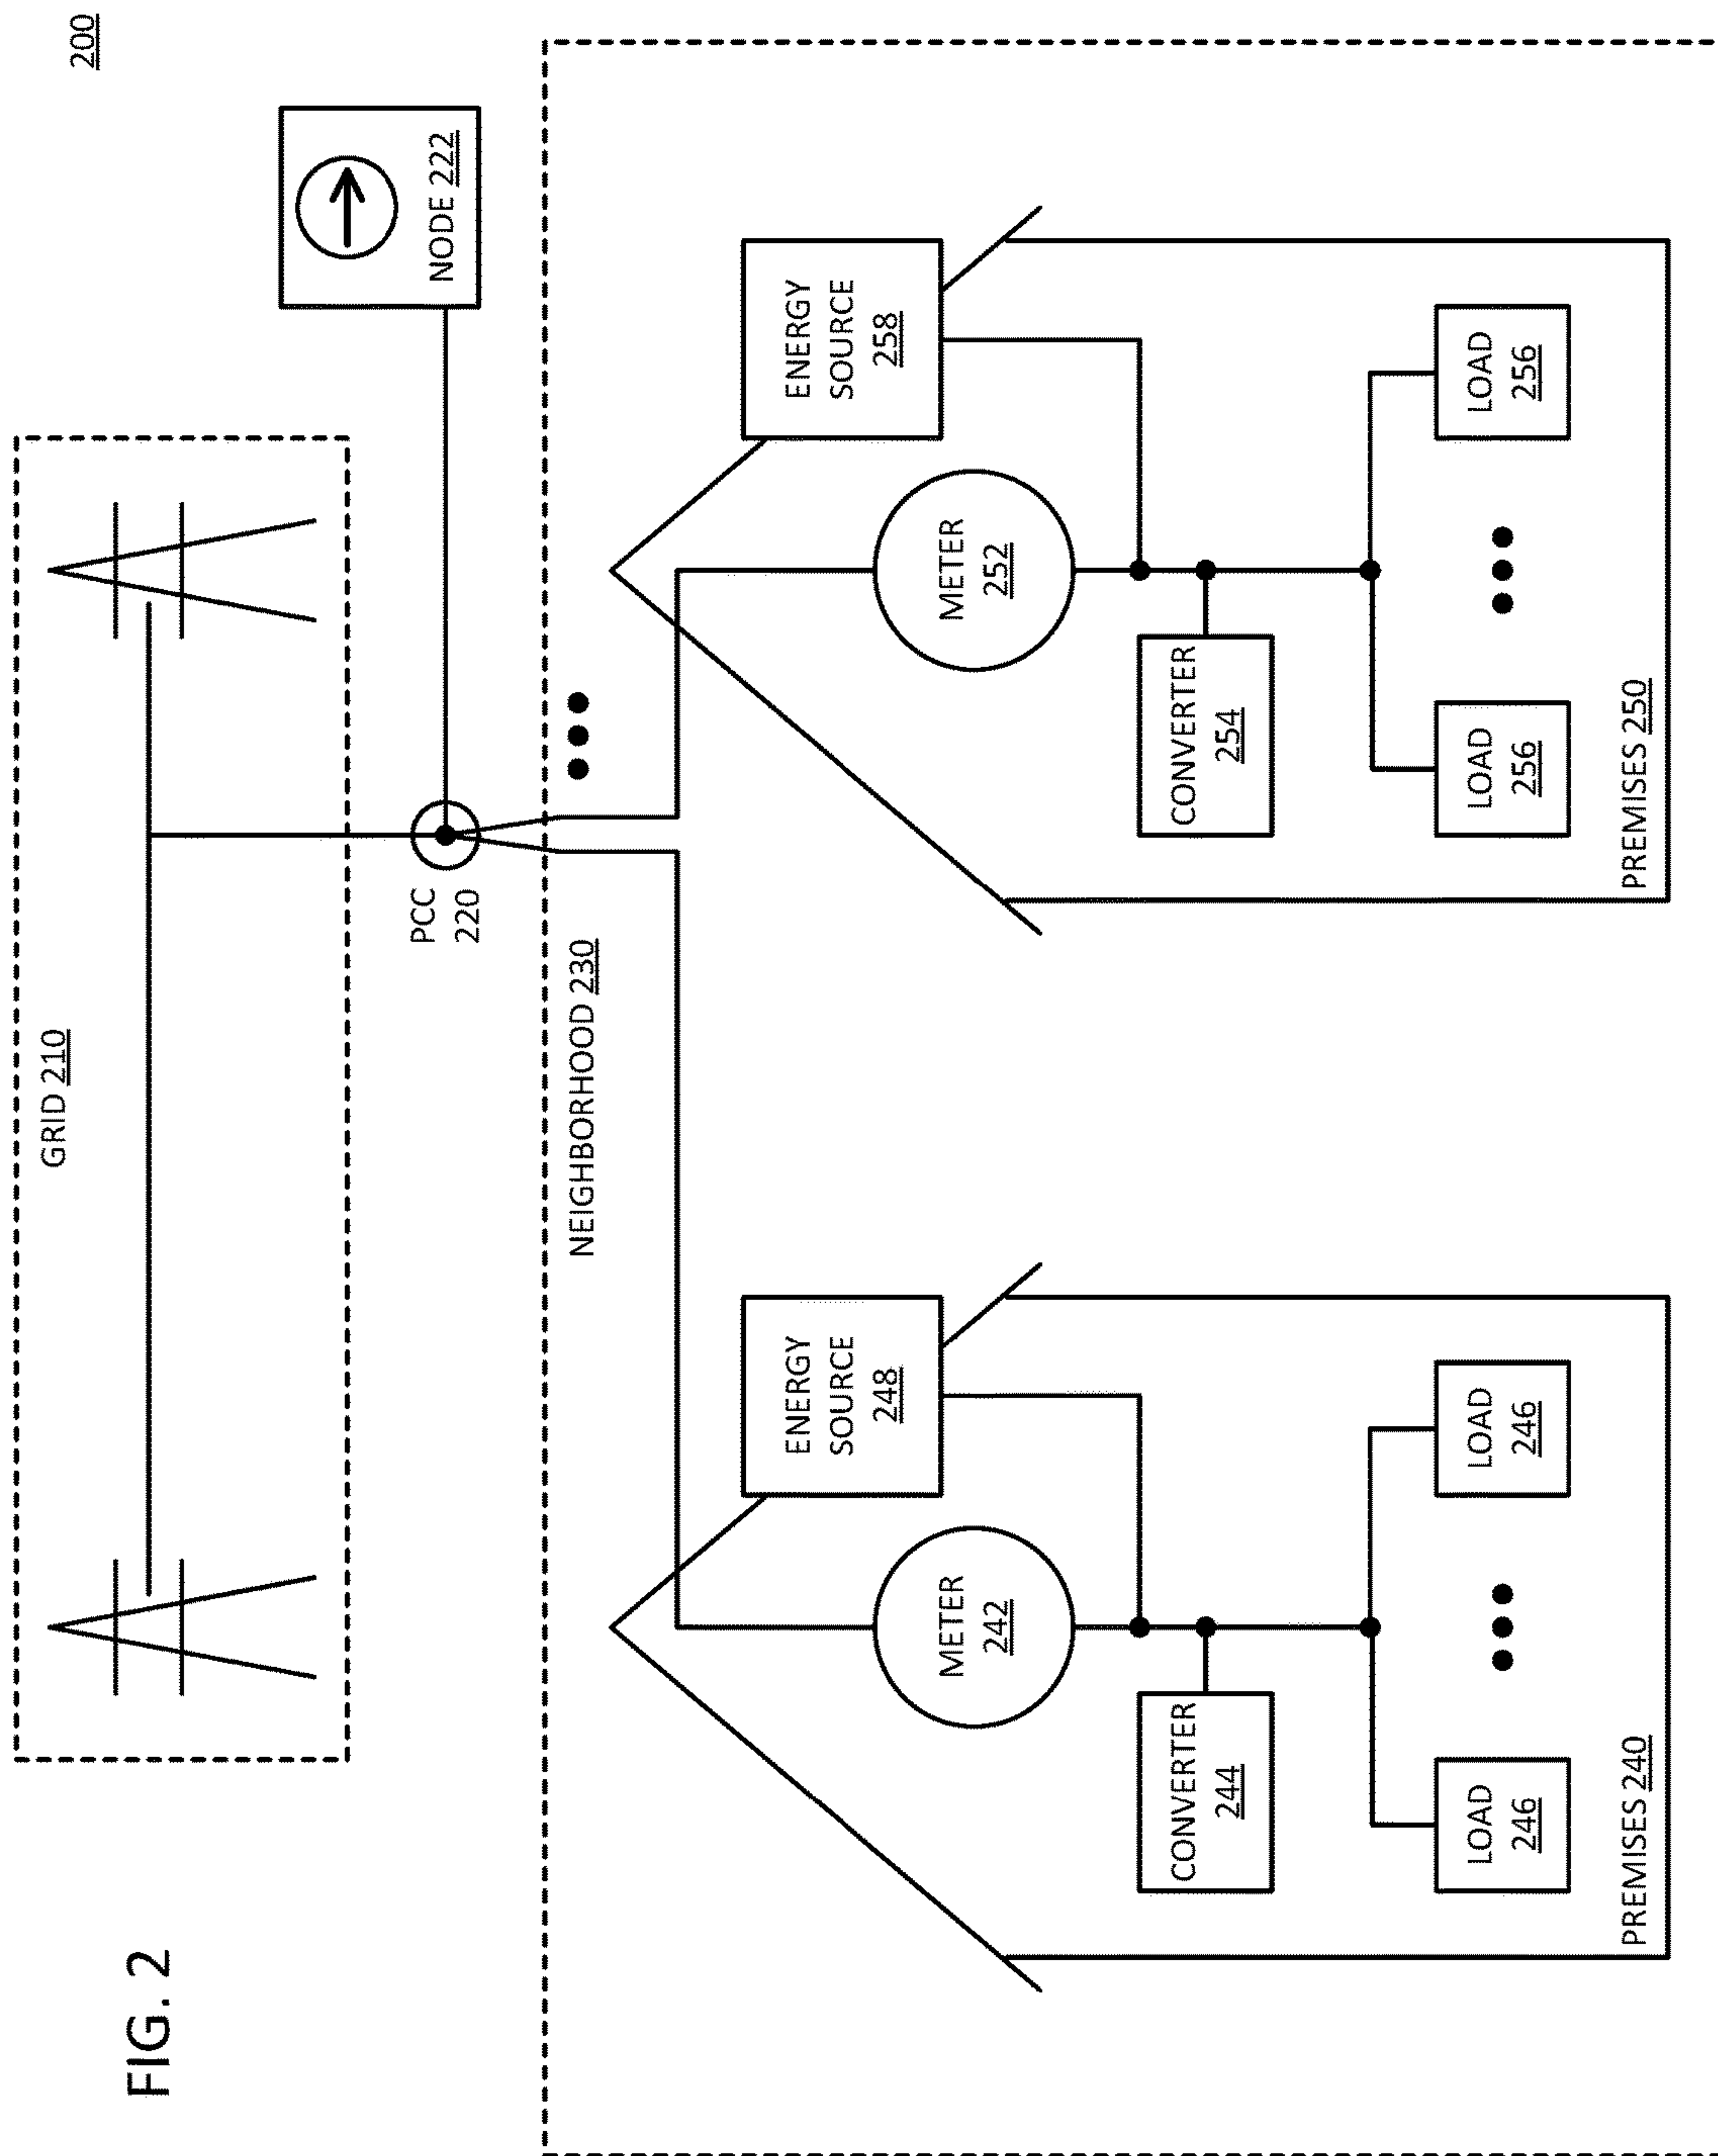 200
GRID 210
NODE 222
PCC
220
NEIGHBORHOOD 230
ENERGY
SOURCE
248
METER
242
CONVERTER
244
LOAD
246
LOAD
246
PREMISES 240
ENERGY
SOURCE
258
METER
252
CONVERTER
254
LOAD
256
LOAD
256
PREMISES 250
FIG. 2